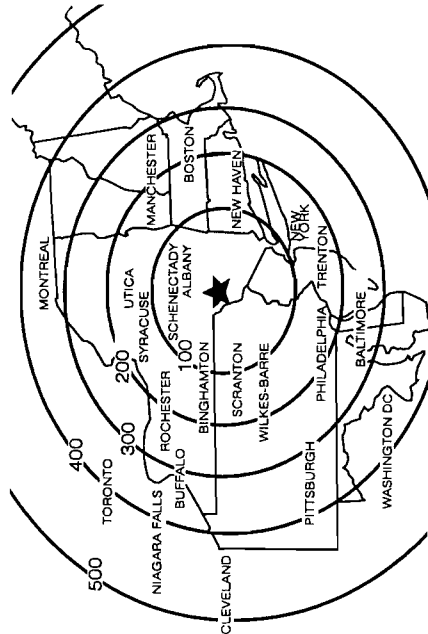 MONTREAL
500
400
TORONTO
300
200
UTICA
SYRACUSE
MANCHESTER
BOSTON
SCHENECTADY
ALBANY
100
ROCHESTER
NIAGARA FALLS
BUFFALO
BINGHAMTON
NEW HAVEN
CLEVELAND
SCRANTON
WILKES-BARRE
NEW
YORK
TRENTON
PHILADELPHIA
PITTSBURGH
BALTIMORE
WASHINGTON DC